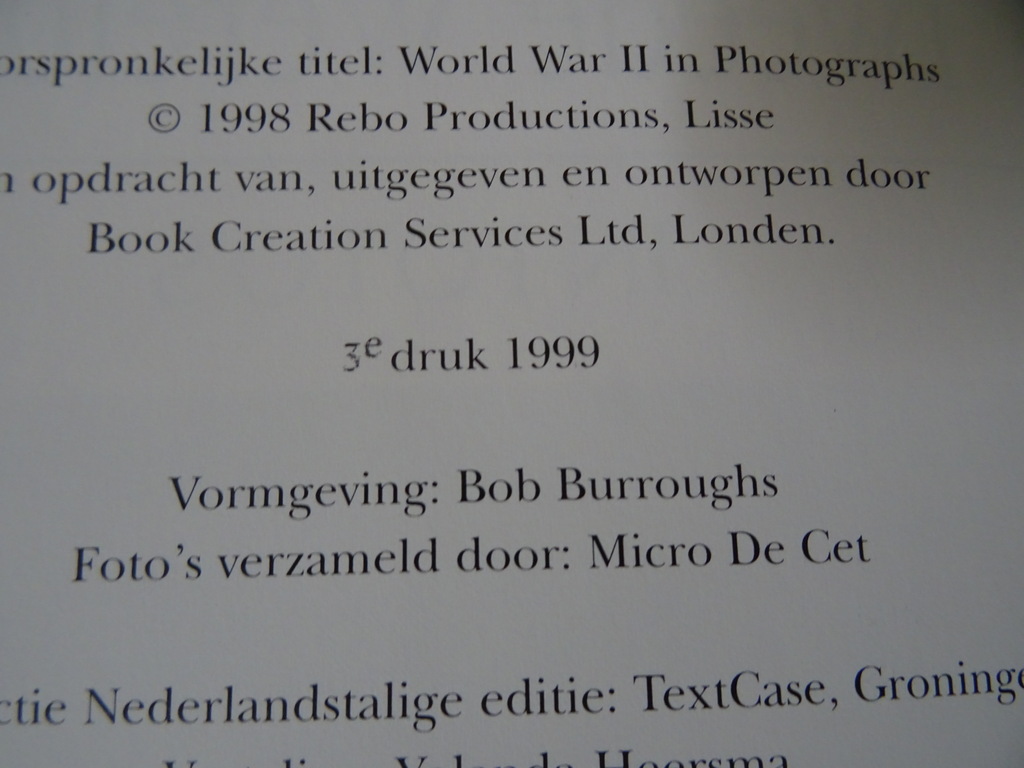 orspronkelijke titel: World War II in Photographs
© 1998 Rebo Productions, Lisse
n opdracht van, uitgegeven en ontworpen door
Book Creation Services Ltd, Londen.
3e druk 1999
Vormgeving: Bob Burroughs
Foto's verzameld door: Micro De Cet
ctie Nederlandstalige editie: TextCase, Groninge